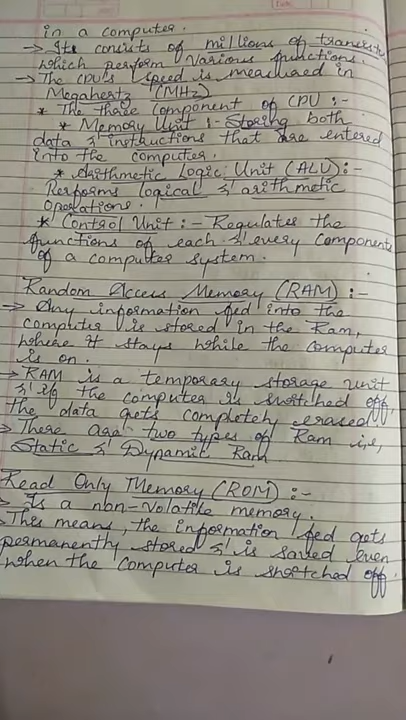 in a computer.
→ It consists of millions of transist
which perform various functions.
→ The CPU's speed is measured in
Megahertz (MHz)
* The three component of CPU :-
* Memory Unit :- Storing both
data & instructions that are entered
into the computer.
* Arithmetic Logic Unit (ALU):-
Performs logical & arithmetic
operations.
* Control Unit :- Regulates the
functions of each & every component
of a computer system.
Random Access Memory (RAM) :-
→ Any information fed into the
computer is stored in the Ram,
where it stays while the computer
is on.
→ RAM is a temporary storage unit
& if the computer is switched off,
the data gets completely erased
→ There are two types of Ram i.e,
Static & Dynamic Ram
Read Only Memory (ROM) :-
→ Is a non-volatile memory.
→ This means, the information fed gets
permanently stored & is saved even
when the computer is switched off.